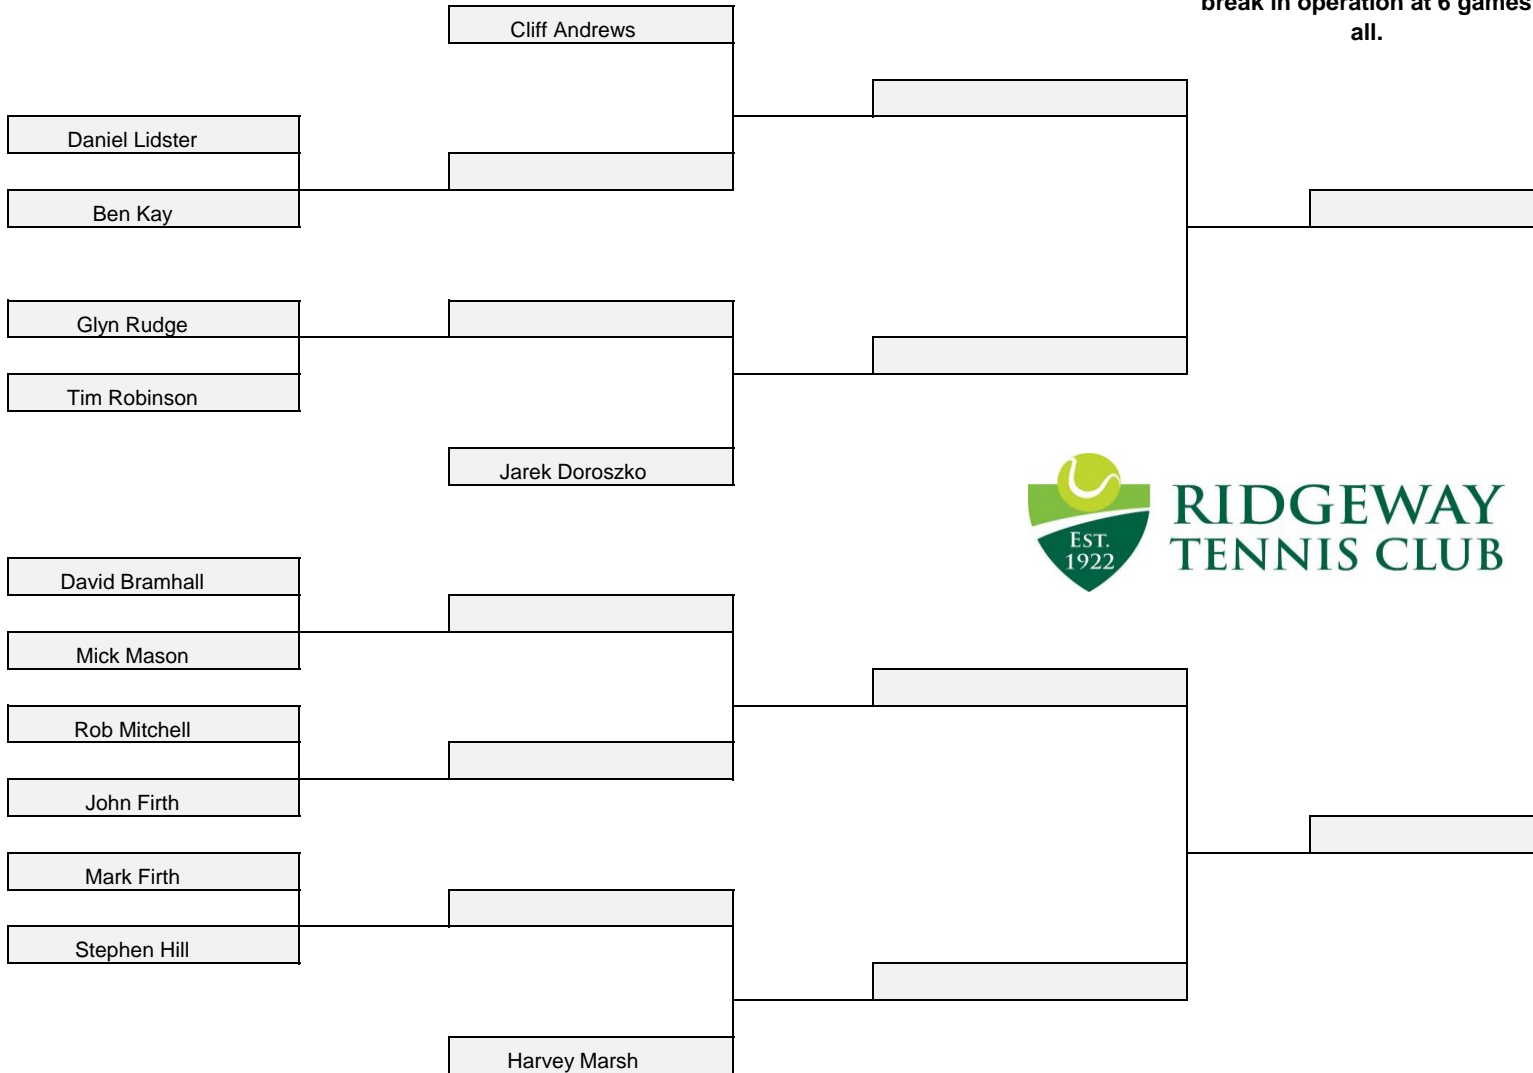 break in operation at 6 games
all.
Cliff Andrews
Daniel Lidster
Ben Kay
Glyn Rudge
Tim Robinson
Jarek Doroszko
EST.
1922
RIDGEWAY
TENNIS CLUB
David Bramhall
Mick Mason
Rob Mitchell
John Firth
Mark Firth
Stephen Hill
Harvey Marsh